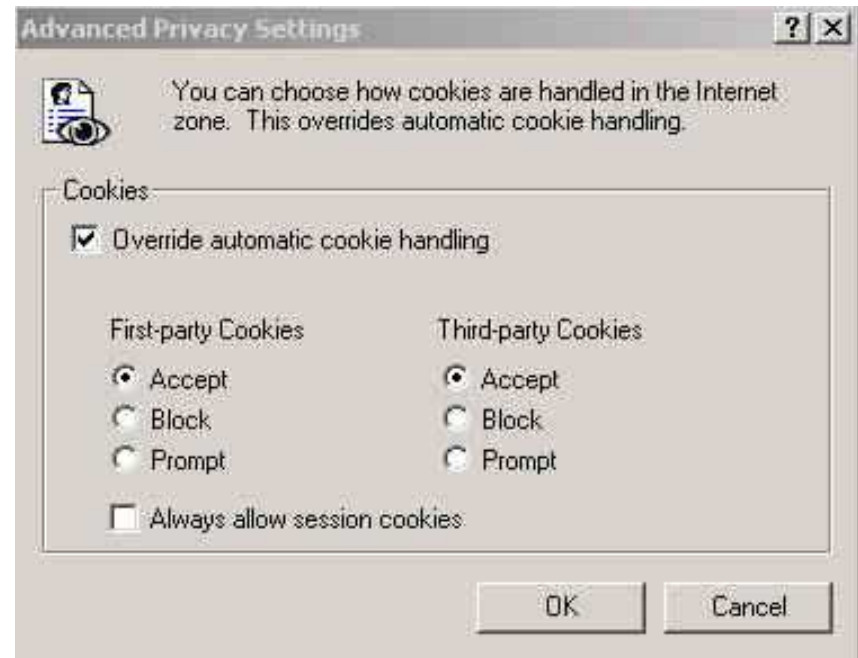 Advanced Privacy Settings
?
You can choose how cookies are handled in the Internet
zone. This overrides automatic cookie handling.
Cookies
Override automatic cookie handling
First-party Cookies Third-party Cookies
Accept Accept
Block Block
Prompt Prompt
Always allow session cookies
OK Cancel